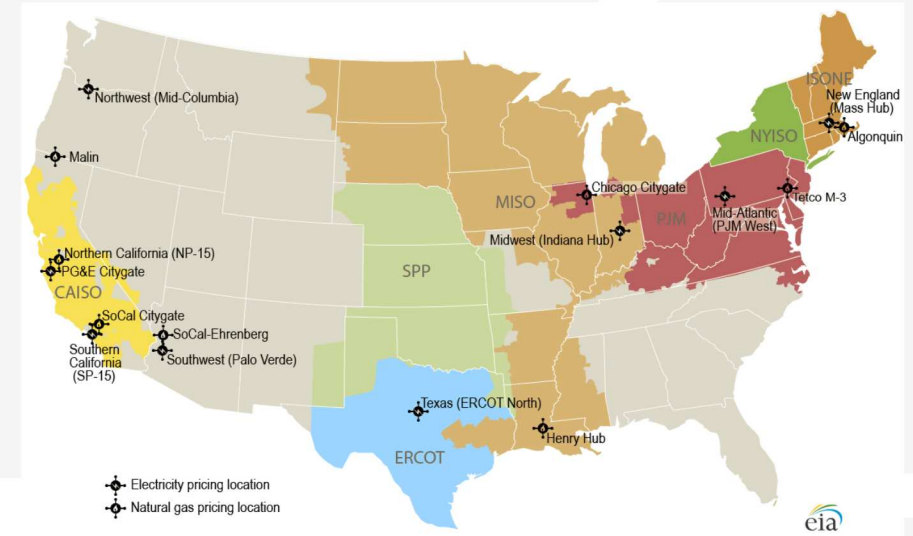 ISONE
New England
(Mass Hub)
Algonquin
Northwest (Mid-Columbia)
NYISO
Malin
Chicago Citygate
Tetco M-3
MISO
PJM
Mid-Atlantic
(PJM West)
Midwest (Indiana Hub)
Northern California (NP-15)
PG&E Citygate
SPP
CAISO
SoCal Citygate
SoCal-Ehrenberg
Southern
California
(SP-15)
Southwest (Palo Verde)
Texas (ERCOT North)
Henry Hub
ERCOT
Electricity pricing location
Natural gas pricing location
eia